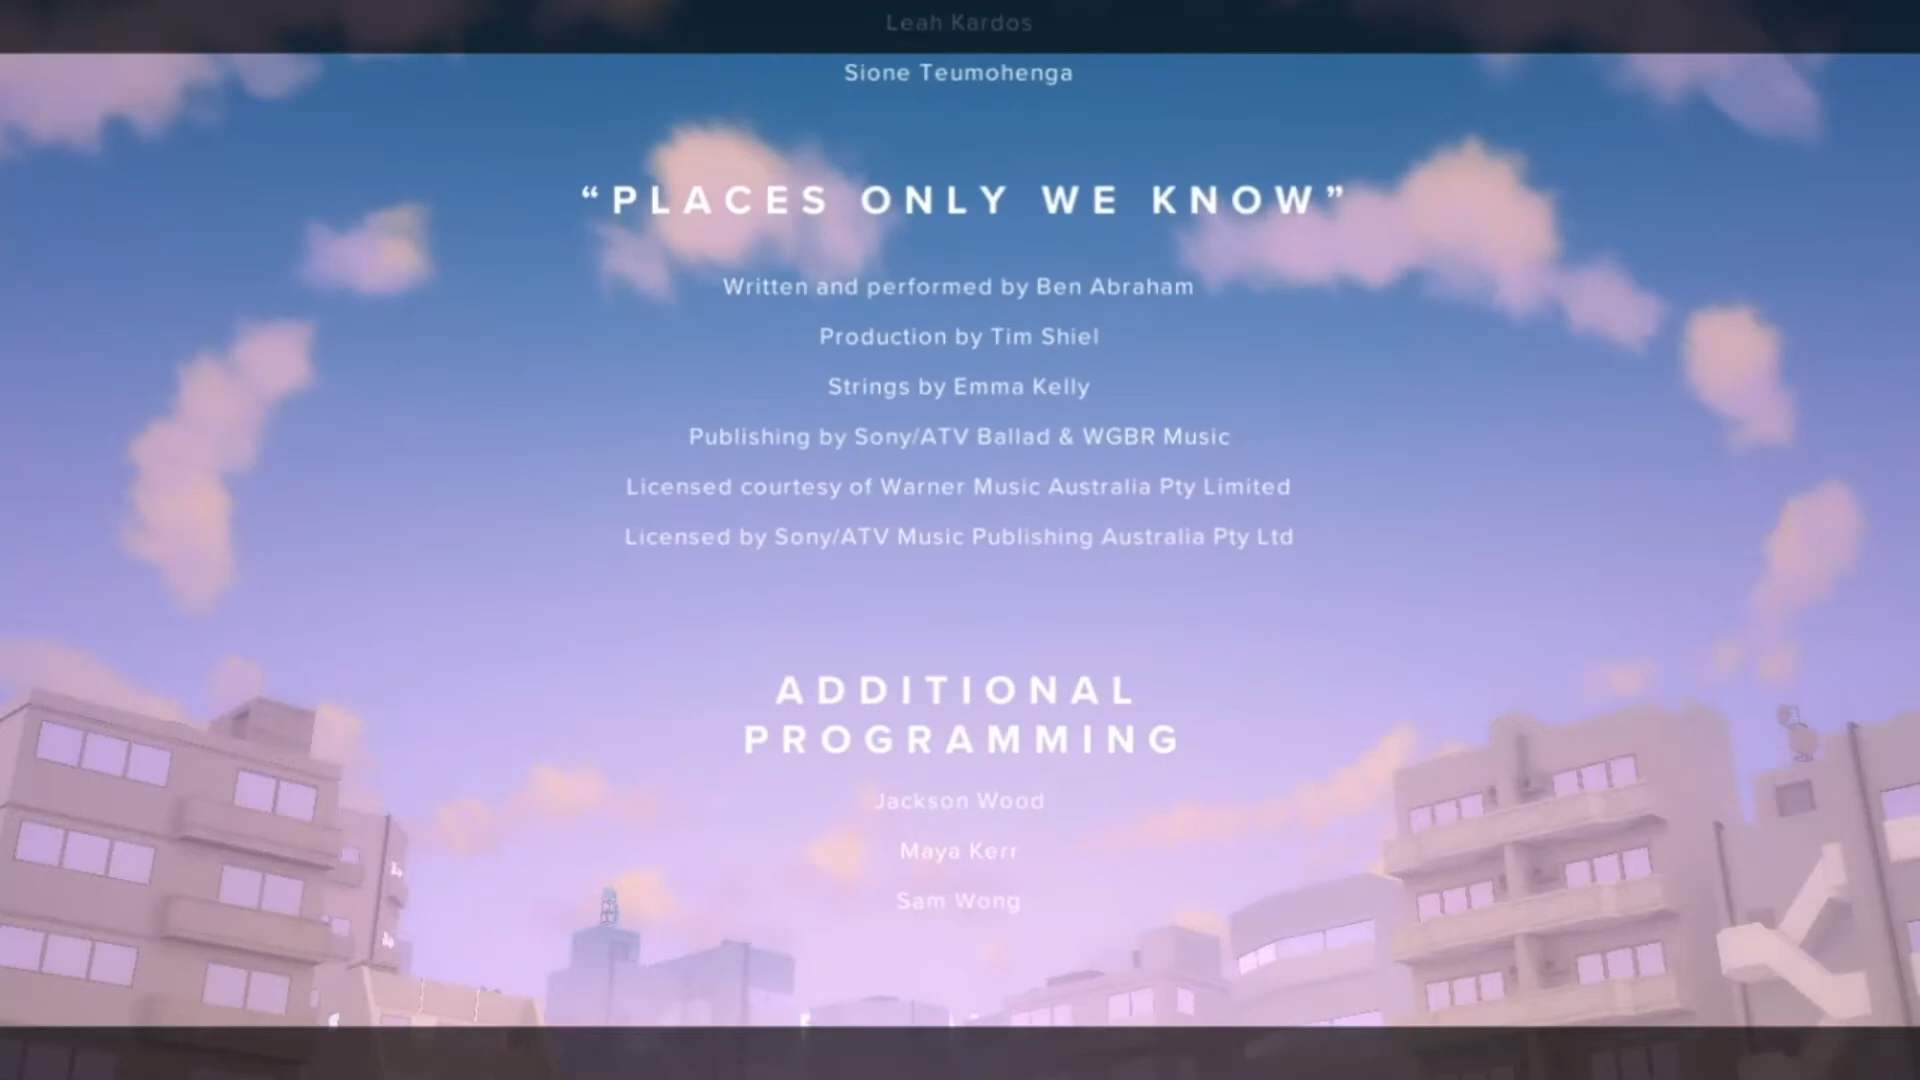 Leah Kardos
Sione Teumohenga
“PLACES ONLY WE KNOW”
Written and performed by Ben Abraham
Production by Tim Shiel
Strings by Emma Kelly
Publishing by Sony/ATV Ballad & WGBR Music
Licensed courtesy of Warner Music Australia Pty Limited
Licensed by Sony/ATV Music Publishing Australia Pty Ltd
ADDITIONAL
PROGRAMMING
Jackson Wood
Maya Kerr
Sam Wong